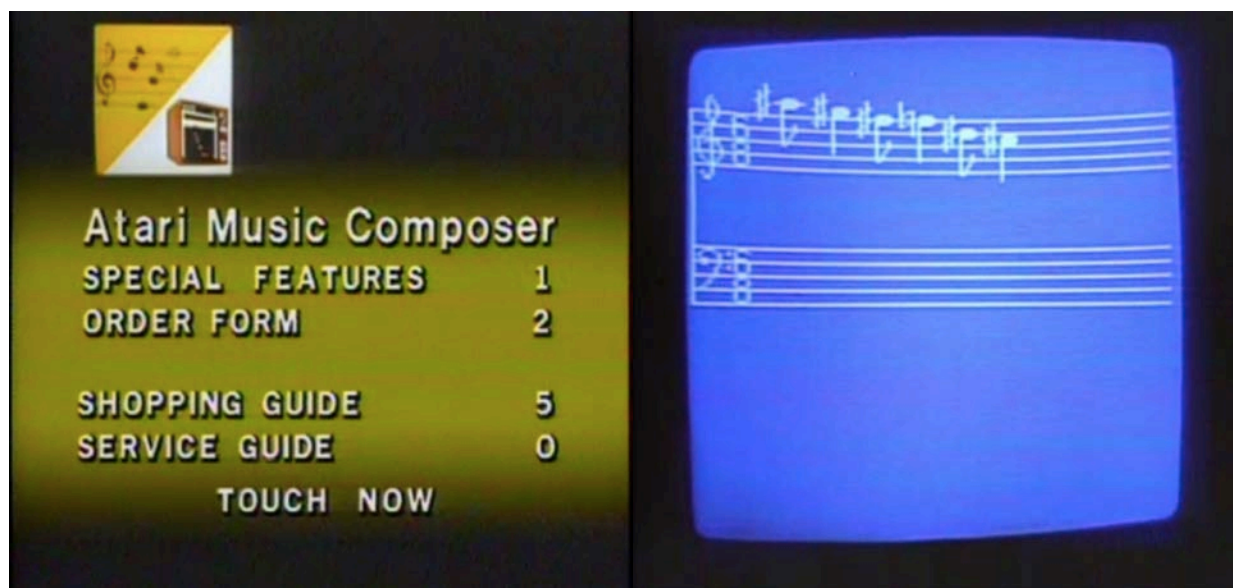 Atari Music Composer
SPECIAL FEATURES 1
ORDER FORM 2
SHOPPING GUIDE 5
SERVICE GUIDE 0
TOUCH NOW